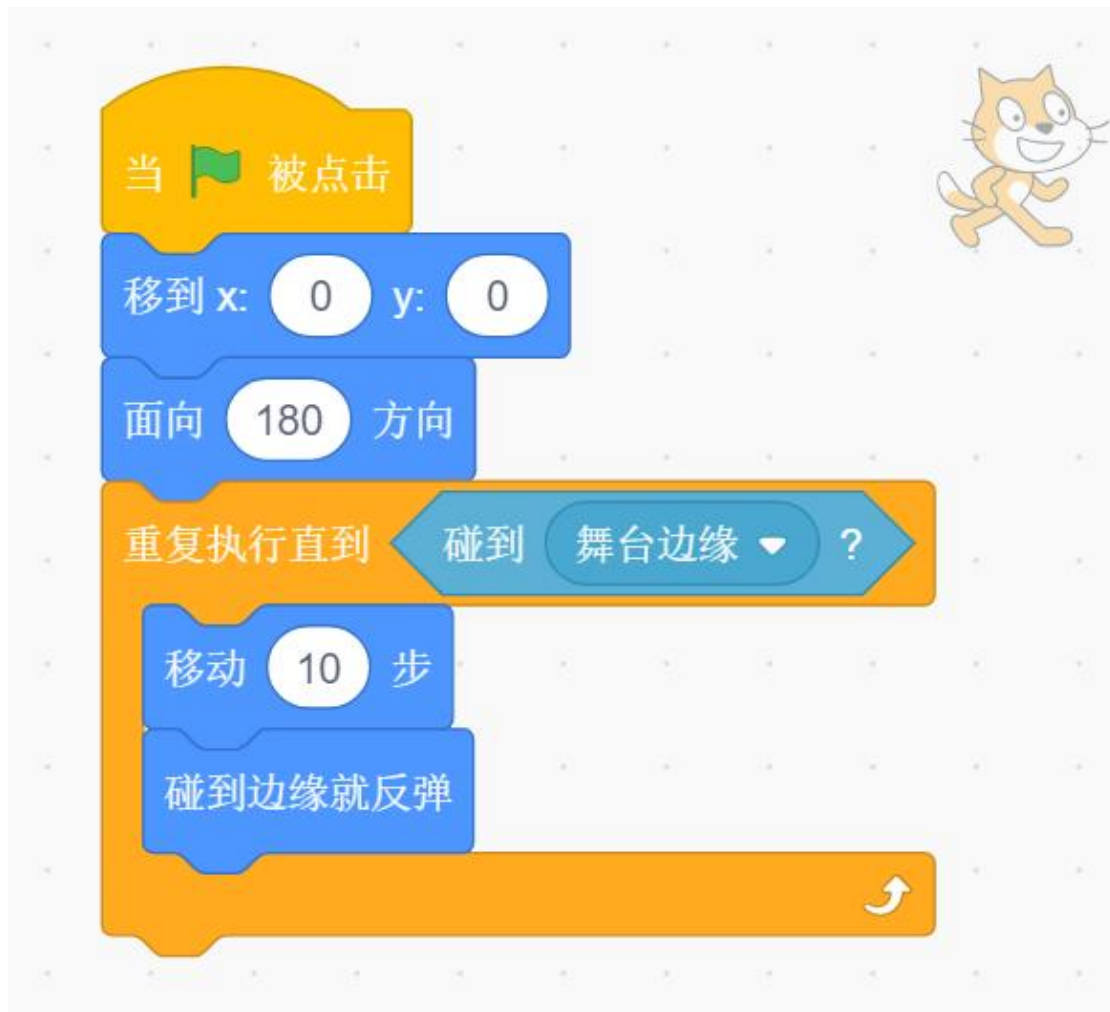 当 被点击
移到 x: 0 y: 0
面向 180 方向
重复执行直到 碰到 舞台边缘 ?
移动 10 步
碰到边缘就反弹